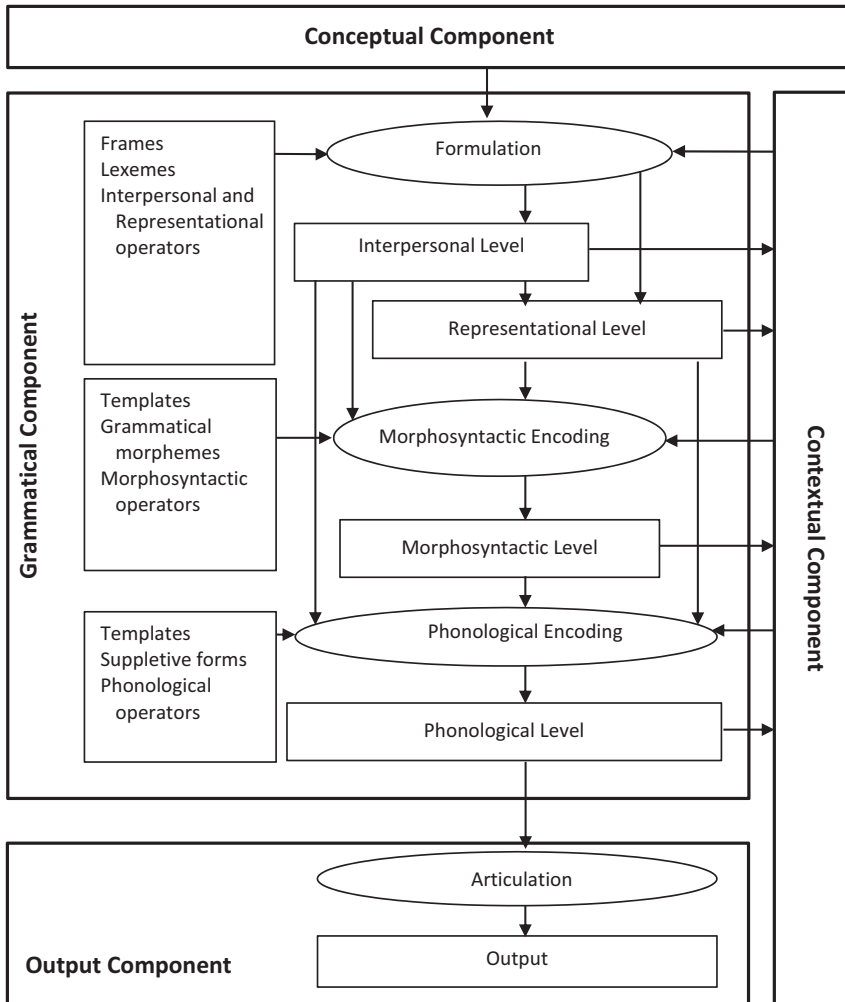 Conceptual Component
Grammatical Component
Frames
Lexemes
Interpersonal and
Representational
operators
Formulation
Interpersonal Level
Representational Level
Templates
Grammatical
morphemes
Morphosyntactic
operators
Morphosyntactic Encoding
Morphosyntactic Level
Templates
Suppletive forms
Phonological
operators
Phonological Encoding
Phonological Level
Contextual Component
Articulation
Output Component
Output